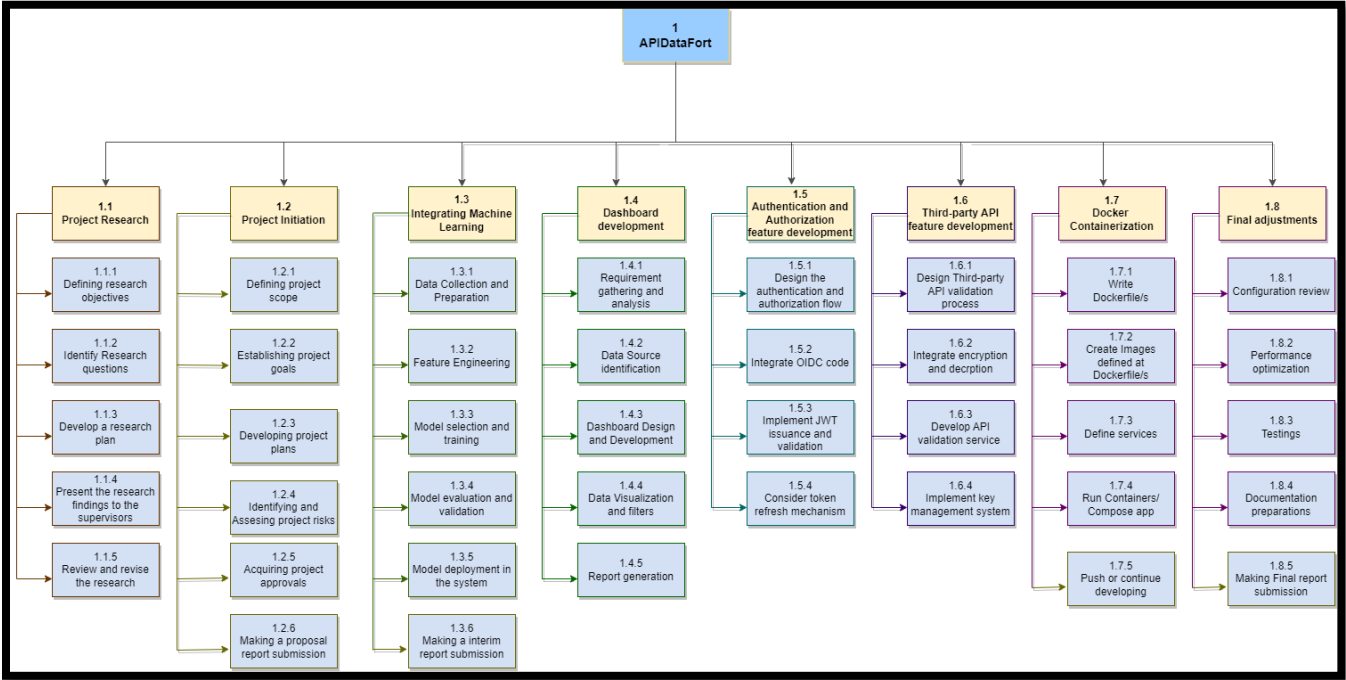 1
APIDataFort
1.1
Project Research
1.1.1
Defining research
objectives
1.1.2
Identify Research
questions
1.1.3
Develop a research
plan
1.1.4
Present the research
findings to the
supervisors
1.1.5
Review and revise
the research
1.2
Project Initiation
1.2.1
Defining project
scope
1.2.2
Establishing project
goals
1.2.3
Developing project
plans
1.2.4
Identifying and
Assesing project risks
1.2.5
Acquiring project
approvals
1.2.6
Making a proposal
report submission
1.3
Integrating Machine
Learning
1.3.1
Data Collection and
Preparation
1.3.2
Feature Engineering
1.3.3
Model selection and
training
1.3.4
Model evaluation and
validation
1.3.5
Model deployment in
the system
1.3.6
Making a interim
report submission
1.4
Dashboard
development
1.4.1
Requirement
gathering and
analysis
1.4.2
Data Source
identification
1.4.3
Dashboard Design
and Development
1.4.4
Data Visualization
and filters
1.4.5
Report generation
1.5
Authentication and
Authorization
feature development
1.5.1
Design the
authentication and
authorization flow
1.5.2
Integrate OIDC code
1.5.3
Implement JWT
issuance and
validation
1.5.4
Consider token
refresh mechanism
1.6
Third-party API
feature development
1.6.1
Design Third-party
API validation
process
1.6.2
Integrate encryption
and decrption
1.6.3
Develop API
validation service
1.6.4
Implement key
management system
1.7
Docker
Containerization
1.7.1
Write
Dockerfile/s
1.7.2
Create Images
defined at
Dockerfile/s
1.7.3
Define services
1.7.4
Run Containers/
Compose app
1.7.5
Push or continue
developing
1.8
Final adjustments
1.8.1
Configuration review
1.8.2
Performance
optimization
1.8.3
Testings
1.8.4
Documentation
preparations
1.8.5
Making Final report
submission